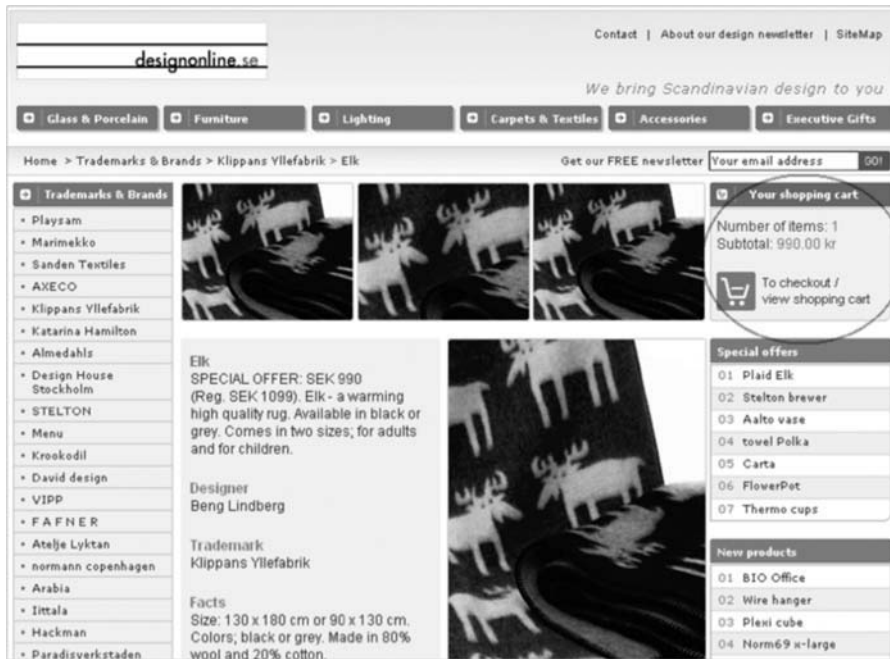 designonline.se
Contact | About our design newsletter | SiteMap
We bring Scandinavian design to you
Glass & Porcelain
Furniture
Lighting
Carpets & Textiles
Accessories
Executive Gifts
Home > Trademarks & Brands > Klippans Yllefabrik > Elk
Get our FREE newsletter
Your email address
GO!
Trademarks & Brands
• Playsam
• Marimekko
• Sanden Textiles
• AXECO
• Klippans Yllefabrik
• Katarina Hamilton
• Almedahls
• Design House
Stockholm
• STELTON
• Menu
• Krookodil
• David design
• VIPP
• F A F N E R
• Atelje Lyktan
• normann copenhagen
• Arabia
• Iittala
• Hackman
• Paradisverkstaden
Elk
SPECIAL OFFER: SEK 990
(Reg. SEK 1099). Elk - a warming
high quality rug. Available in black or
grey. Comes in two sizes; for adults
and for children.
Designer
Beng Lindberg
Trademark
Klippans Yllefabrik
Facts
Size: 130 x 180 cm or 90 x 130 cm.
Colors; black or grey. Made in 80%
wool and 20% cotton.
Your shopping cart
Number of items: 1
Subtotal: 990.00 kr
To checkout /
view shopping cart
Special offers
01 Plaid Elk
02 Stelton brewer
03 Aalto vase
04 towel Polka
05 Carta
06 FlowerPot
07 Thermo cups
New products
01 BIO Office
02 Wire hanger
03 Plexi cube
04 Norm69 x-large